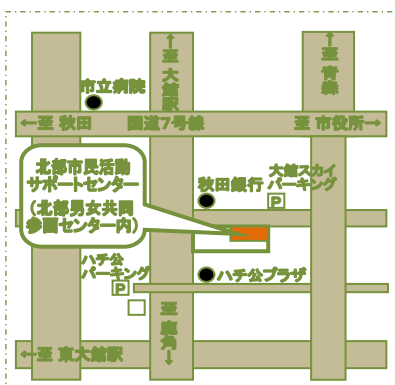 ↑至大館駅
↑至青森
市立病院
←至 秋田
国道7号線
至 市役所→
北部市民活動
サポートセンター
(北部男女共同
参画センター内)
大館スカイ
パーキング
P
秋田銀行
ハチ公
パーキング
P
ハチ公プラザ
至鹿角↓
←至 東大館駅